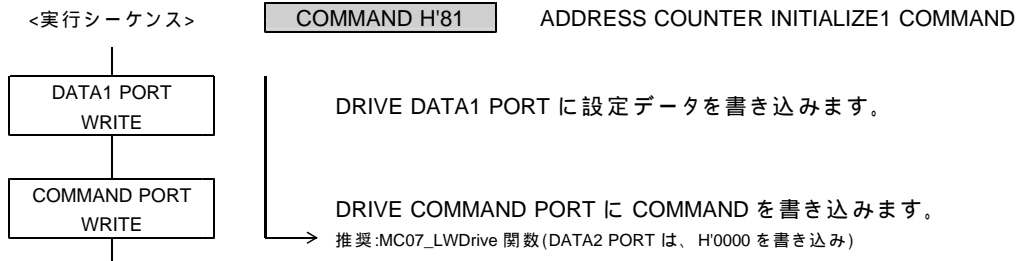 <実行シーケンス> COMMAND H'81 ADDRESS COUNTER INITIALIZE1 COMMAND
DATA1 PORT
WRITE
DRIVE DATA1 PORT に設定データを書き込みます。
COMMAND PORT
WRITE
DRIVE COMMAND PORT に COMMAND を書き込みます。
推奨:MC07_LWDrive 関数(DATA2 PORT は、H'0000 を書き込み)